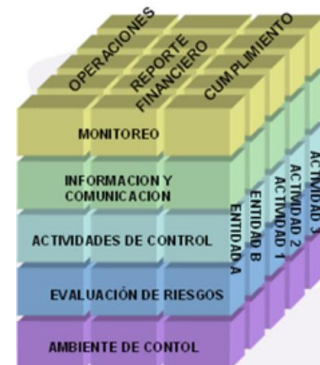 OPERACIONES
REPORTE
FINANCIERO
CUMPLIMIENTO
MONITOREO
INFORMACION Y
COMUNICACIÓN
ACTIVIDADES DE CONTROL
EVALUACIÓN DE RIESGOS
AMBIENTE DE CONTOL
ENTIDAD A
ENTIDAD B
ACTIVIDAD 1
ACTIVIDAD 2
ACTIVIDAD 3